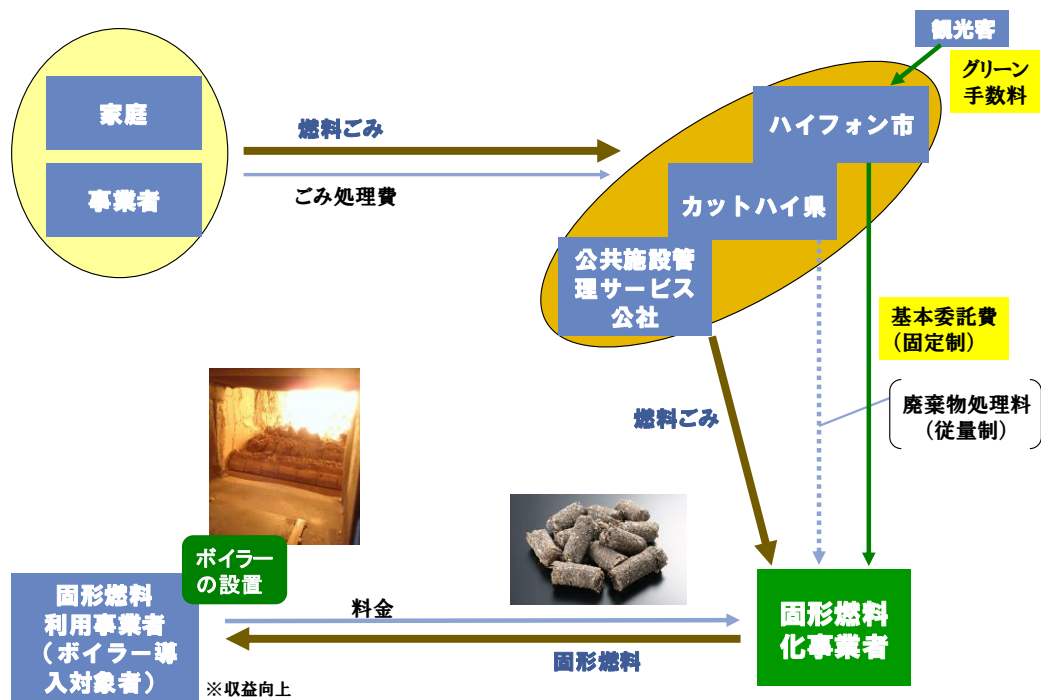 観光客
グリーン
手数料
家庭
事業者
燃料ごみ
ごみ処理費
ハイフォン市
カットハイ県
公共施設管
理サービス
公社
基本委託費
(固定制)
廃棄物処理料
(従量制)
燃料ごみ
ボイラー
の設置
固形燃料
利用事業者
(ボイラー導
入対象者)
料金
固形燃料
※収益向上
固形燃料
化事業者